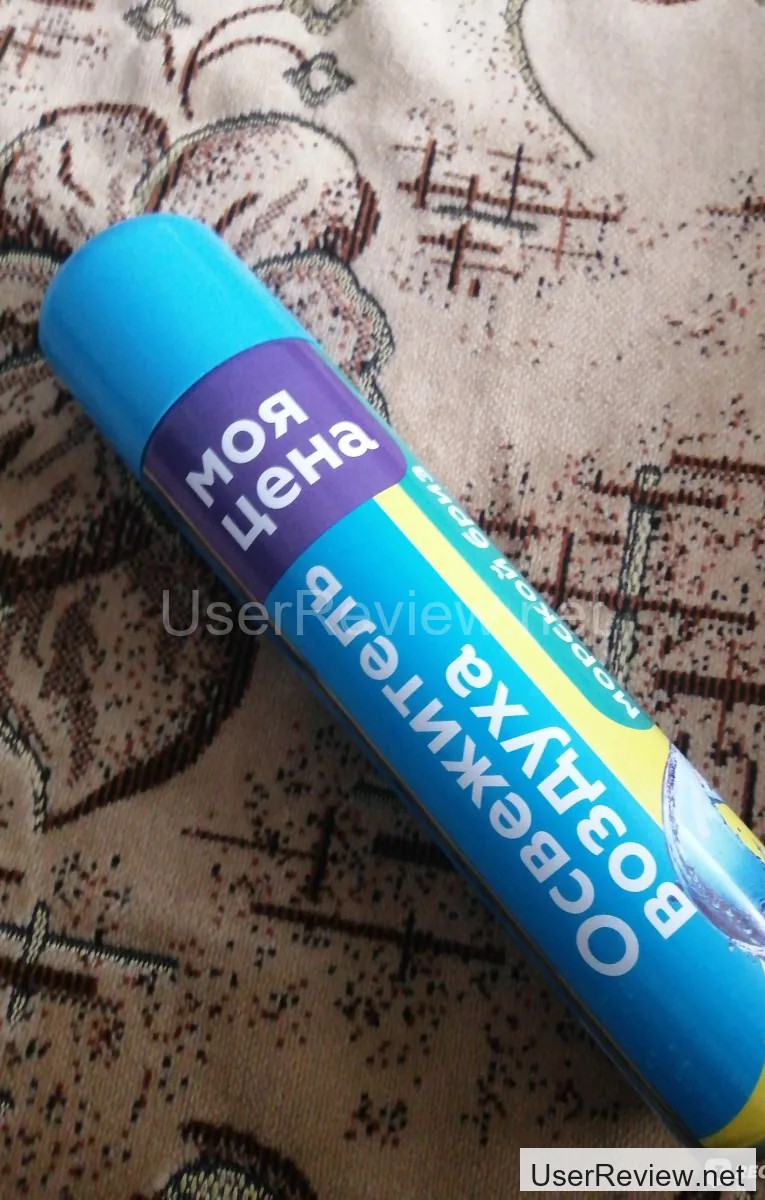 моя
цена
морской бриз
Освежитель
воздуха
UserReview.net
UserReview.net